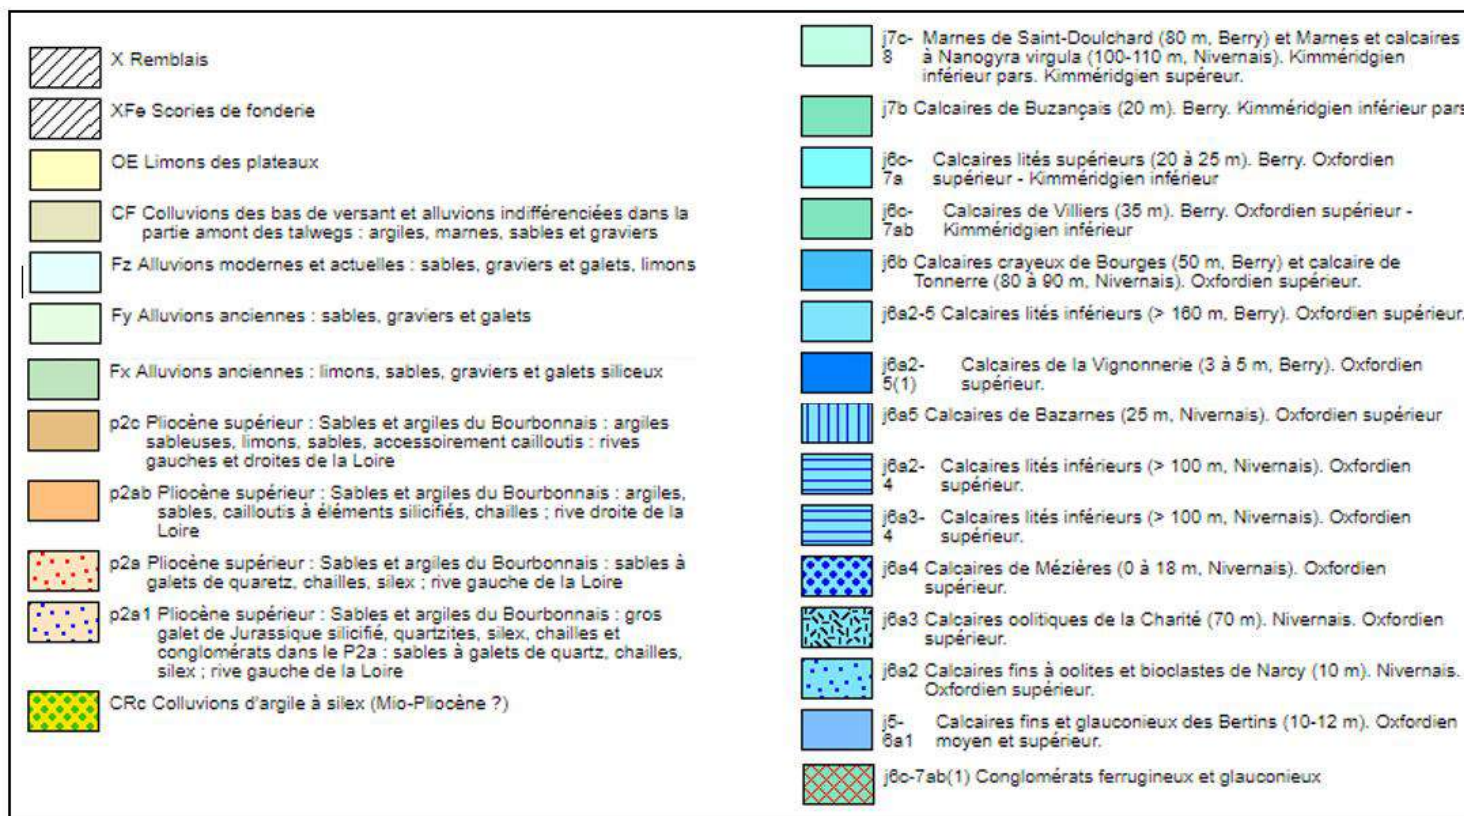 X Remblais
XFe Scories de fonderie
OE Limons des plateaux
CF Colluvions des bas de versant et alluvions indifférenciées dans la
partie amont des talwegs : argiles, marnes, sables et graviers
Fz Alluvions modernes et actuelles : sables, graviers et galets, limons
Fy Alluvions anciennes : sables, graviers et galets
Fx Alluvions anciennes : limons, sables, graviers et galets siliceux
p2c Pliocène supérieur : Sables et argiles du Bourbonnais : argiles
sableuses, limons, sables, accessoirement cailloutis : rives
gauches et droites de la Loire
p2ab Pliocène supérieur : Sables et argiles du Bourbonnais : argiles,
sables, cailloutis à éléments silicifiés, chailles ; rive droite de la
Loire
p2a Pliocène supérieur : Sables et argiles du Bourbonnais : sables à
galets de quaretz, chailles, silex ; rive gauche de la Loire
p2a1 Pliocène supérieur : Sables et argiles du Bourbonnais : gros
galet de Jurassique silicifié, quartzites, silex, chailles et
conglomérats dans le P2a : sables à galets de quartz, chailles,
silex ; rive gauche de la Loire
CRc Colluvions d'argile à silex (Mio-Pliocène ?)
j7c- Marnes de Saint-Doulchard (80 m, Berry) et Marnes et calcaires
8 à Nanogyra virgula (100-110 m, Nivernais). Kimméridgien
inférieur pars. Kimméridgien supéreur.
j7b Calcaires de Buzançais (20 m). Berry. Kimméridgien inférieur pars
j6c- Calcaires lités supérieurs (20 à 25 m). Berry. Oxfordien
7a supérieur - Kimméridgien inférieur
j6c- Calcaires de Villiers (35 m). Berry. Oxfordien supérieur -
7ab Kimméridgien inférieur
j6b Calcaires crayeux de Bourges (50 m, Berry) et calcaire de
Tonnerre (80 à 90 m, Nivernais). Oxfordien supérieur.
j6a2-5 Calcaires lités inférieurs (> 160 m, Berry). Oxfordien supérieur.
j6a2- Calcaires de la Vignonnerie (3 à 5 m, Berry). Oxfordien
5(1) supérieur.
j6a5 Calcaires de Bazarnes (25 m, Nivernais). Oxfordien supérieur
j6a2- Calcaires lités inférieurs (> 100 m, Nivernais). Oxfordien
4 supérieur.
j6a3- Calcaires lités inférieurs (> 100 m, Nivernais). Oxfordien
4 supérieur.
j6a4 Calcaires de Mézières (0 à 18 m, Nivernais). Oxfordien
supérieur.
j6a3 Calcaires oolitiques de la Charité (70 m). Nivernais. Oxfordien
supérieur.
j6a2 Calcaires fins à oolites et bioclastes de Narcy (10 m). Nivernais.
Oxfordien supérieur.
j5- Calcaires fins et glauconieux des Bertins (10-12 m). Oxfordien
6a1 moyen et supérieur.
j6c-7ab(1) Conglomérats ferrugineux et glauconieux